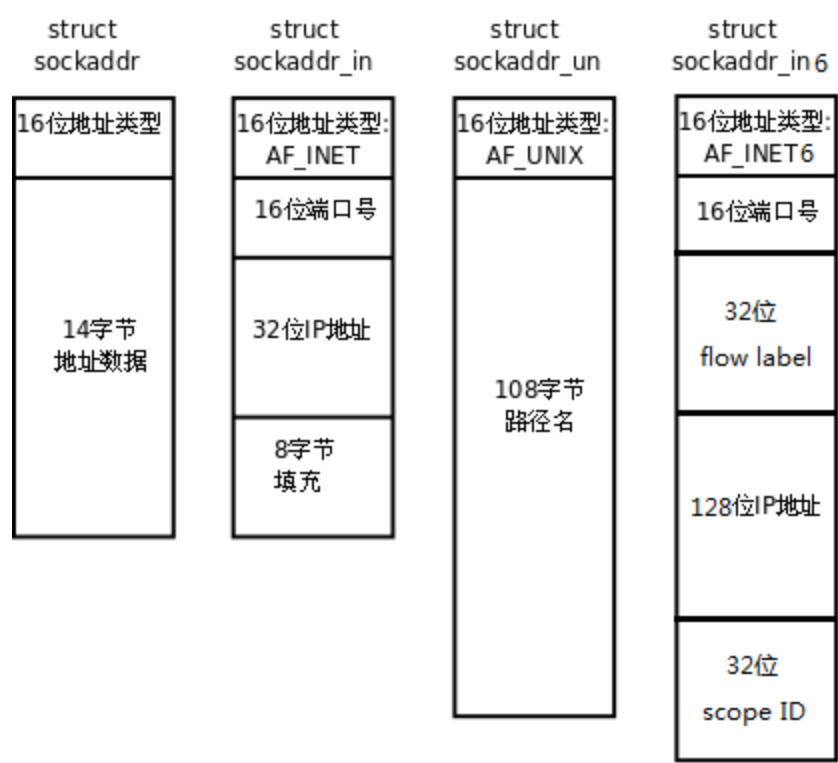 struct
sockaddr
16位地址类型
14字节
地址数据
struct
sockaddr_in
16位地址类型:
AF_INET
16位端口号
32位IP地址
8字节
填充
struct
sockaddr_un
16位地址类型:
AF_UNIX
108字节
路径名
struct
sockaddr_in6
16位地址类型:
AF_INET6
16位端口号
32位
flow label
128位IP地址
32位
scope ID